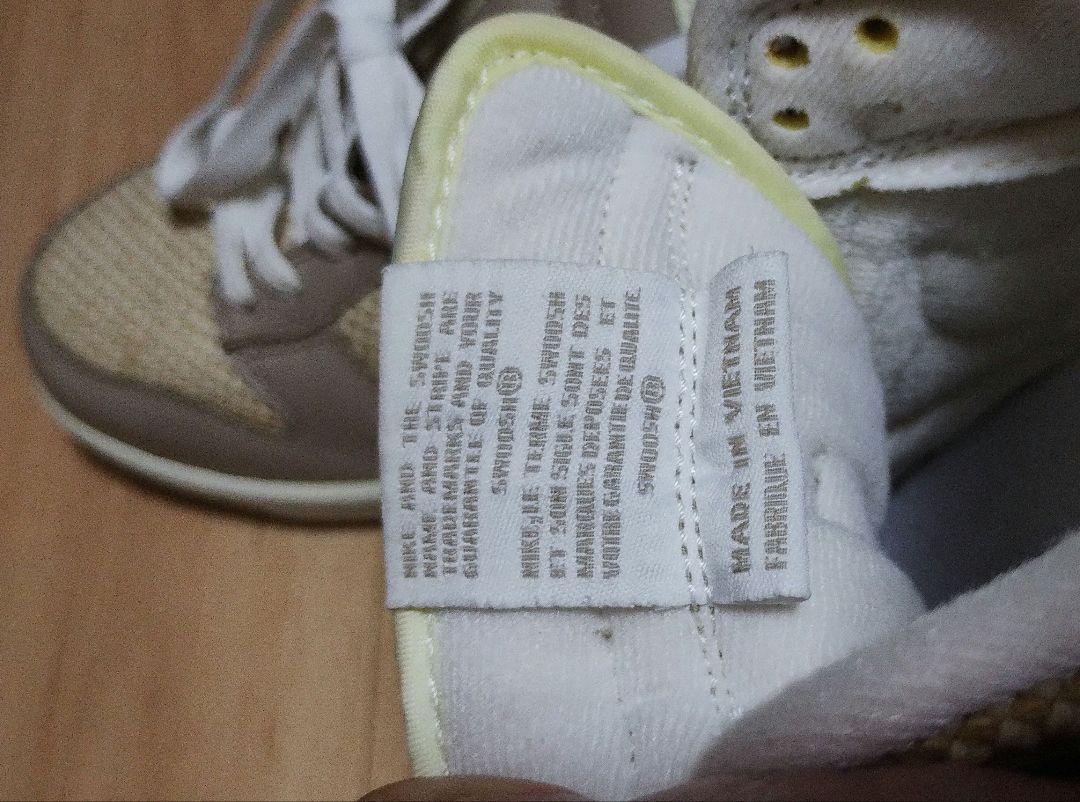 NIKE AND THE SWOOSH
NAME AND STRIPE ARE
TRADEMARKS AND YOUR
GUARANTEE OF QUALITY
SWOOSH®
NIKE, LE TERME SWOOSH
ET SON SIGLE SONT DES
MARQUES DEPOSEES ET
VOTRE GARANTIE DE QUALITE
SWOOSH®
MADE IN VIETNAM
FABRIQUE EN VIETNAM